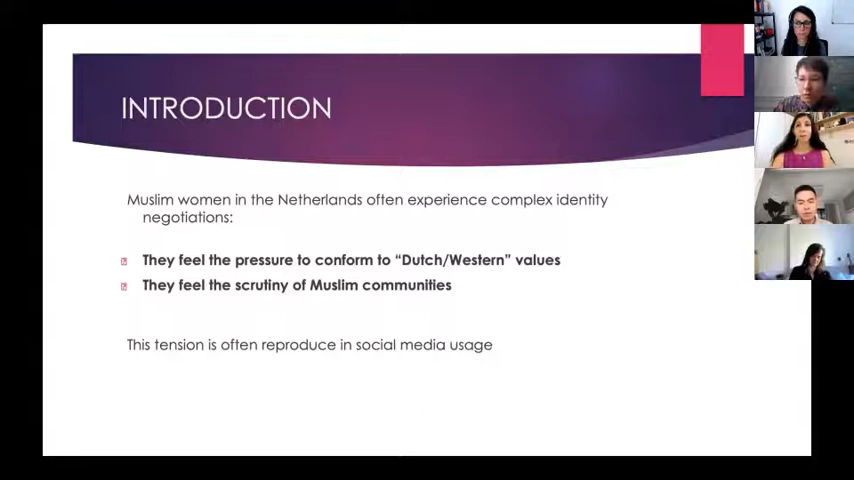 INTRODUCTION
Muslim women in the Netherlands often experience complex identity
negotiations:
They feel the pressure to conform to “Dutch/Western” values
They feel the scrutiny of Muslim communities
This tension is often reproduce in social media usage